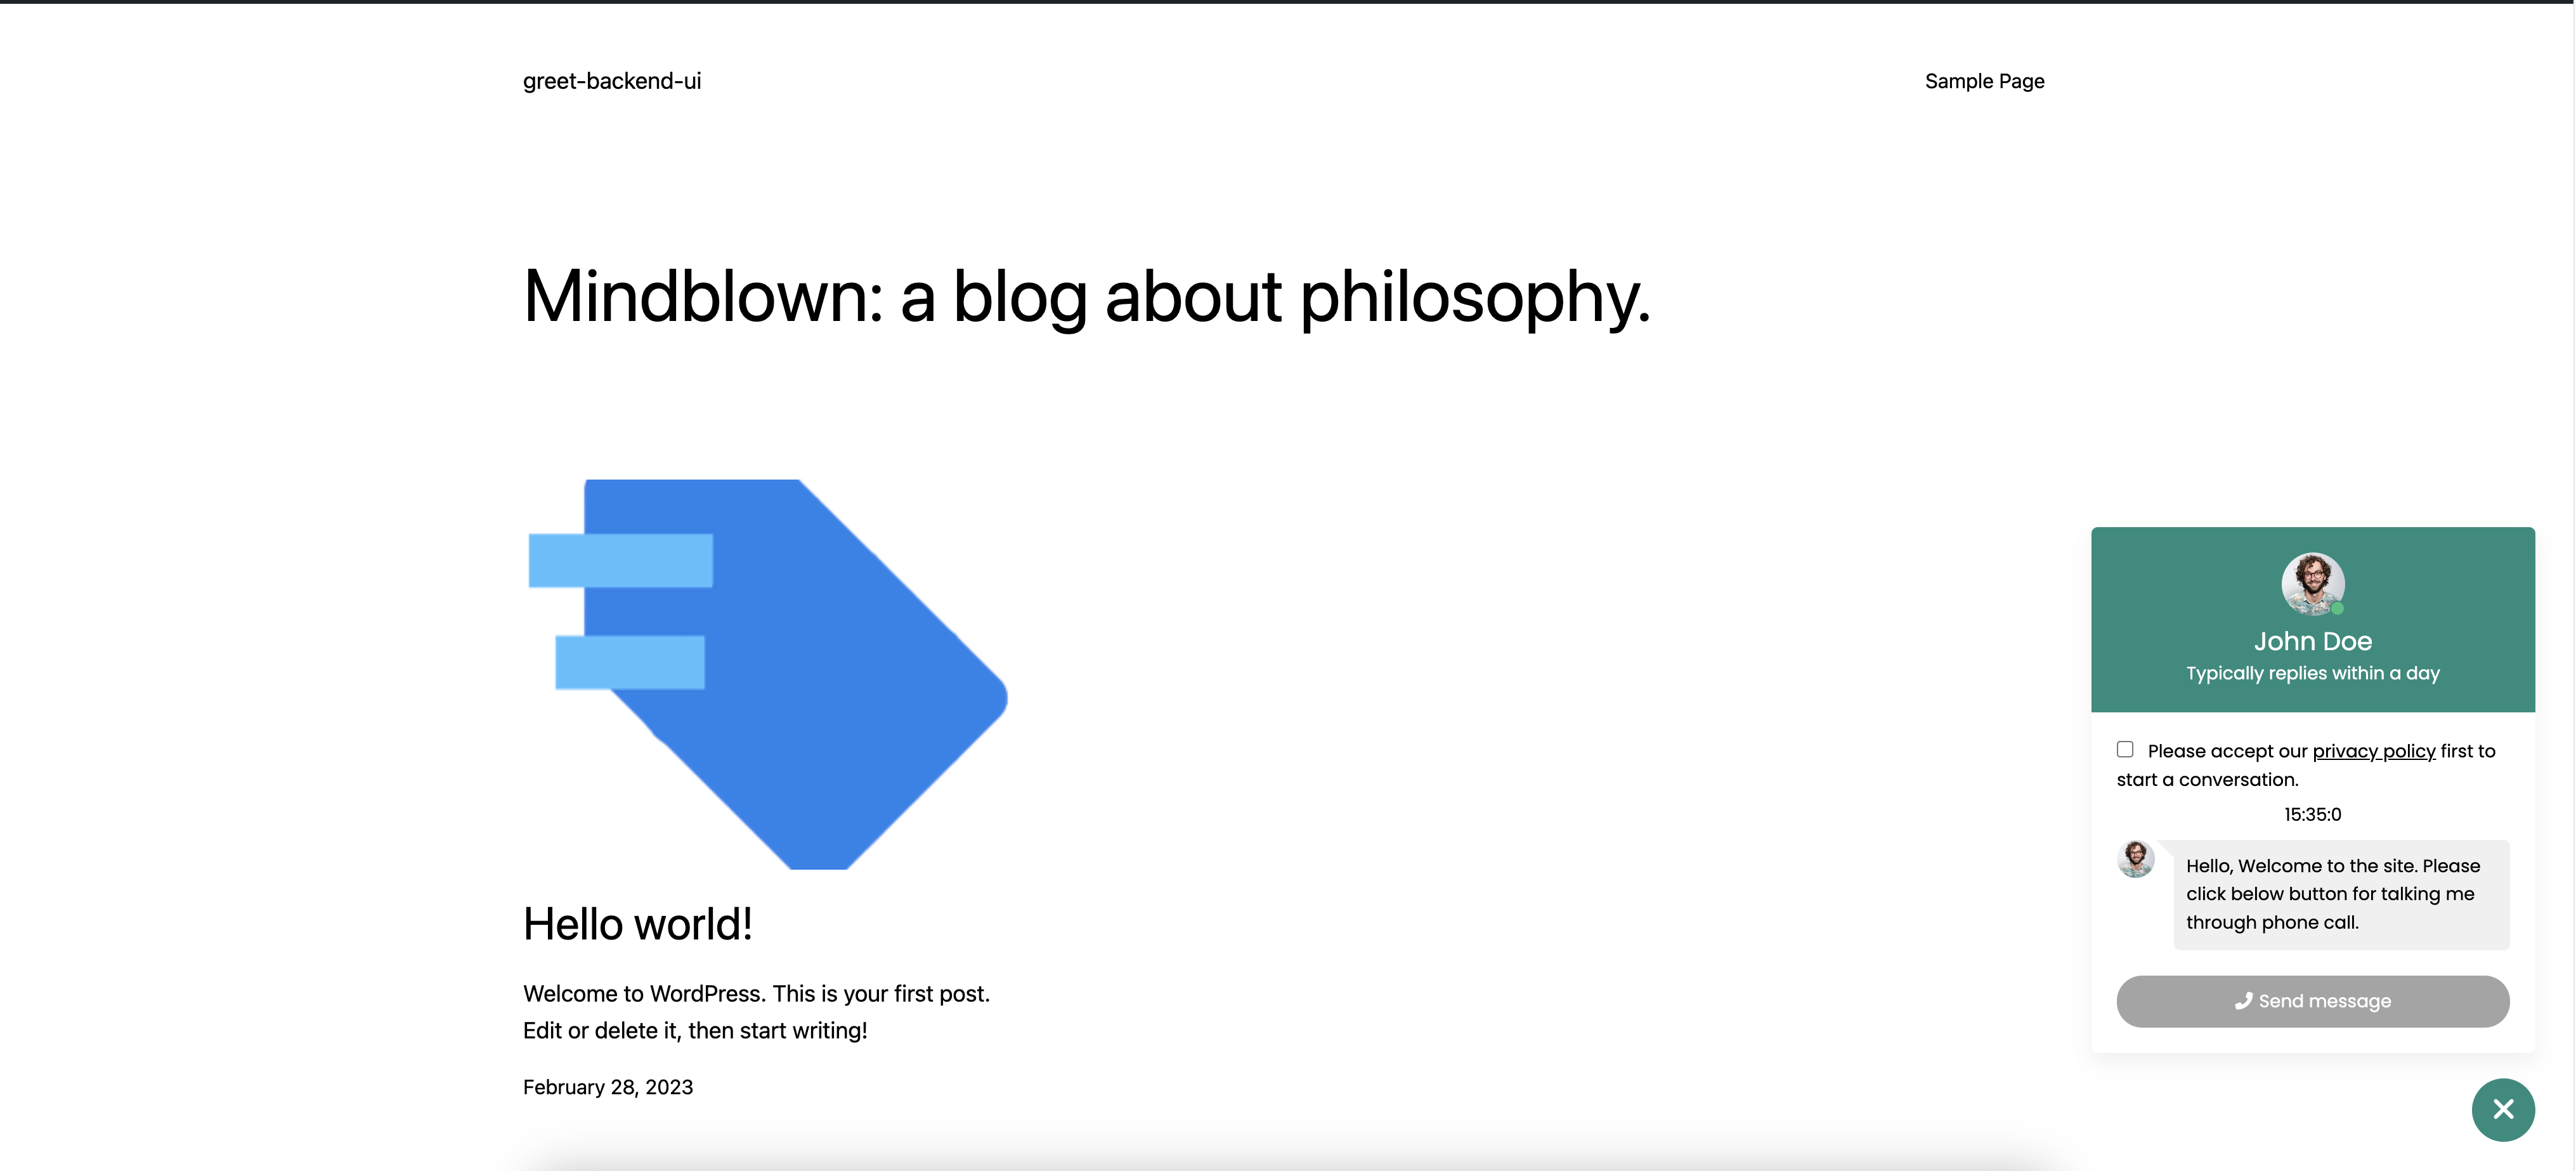 greet-backend-ui
Sample Page
Mindblown: a blog about philosophy.
Hello world!
Welcome to WordPress. This is your first post.
Edit or delete it, then start writing!
February 28, 2023
John Doe
Typically replies within a day
Please accept our privacy policy first to
start a conversation.
15:35:0
Hello, Welcome to the site. Please
click below button for talking me
through phone call.
Send message